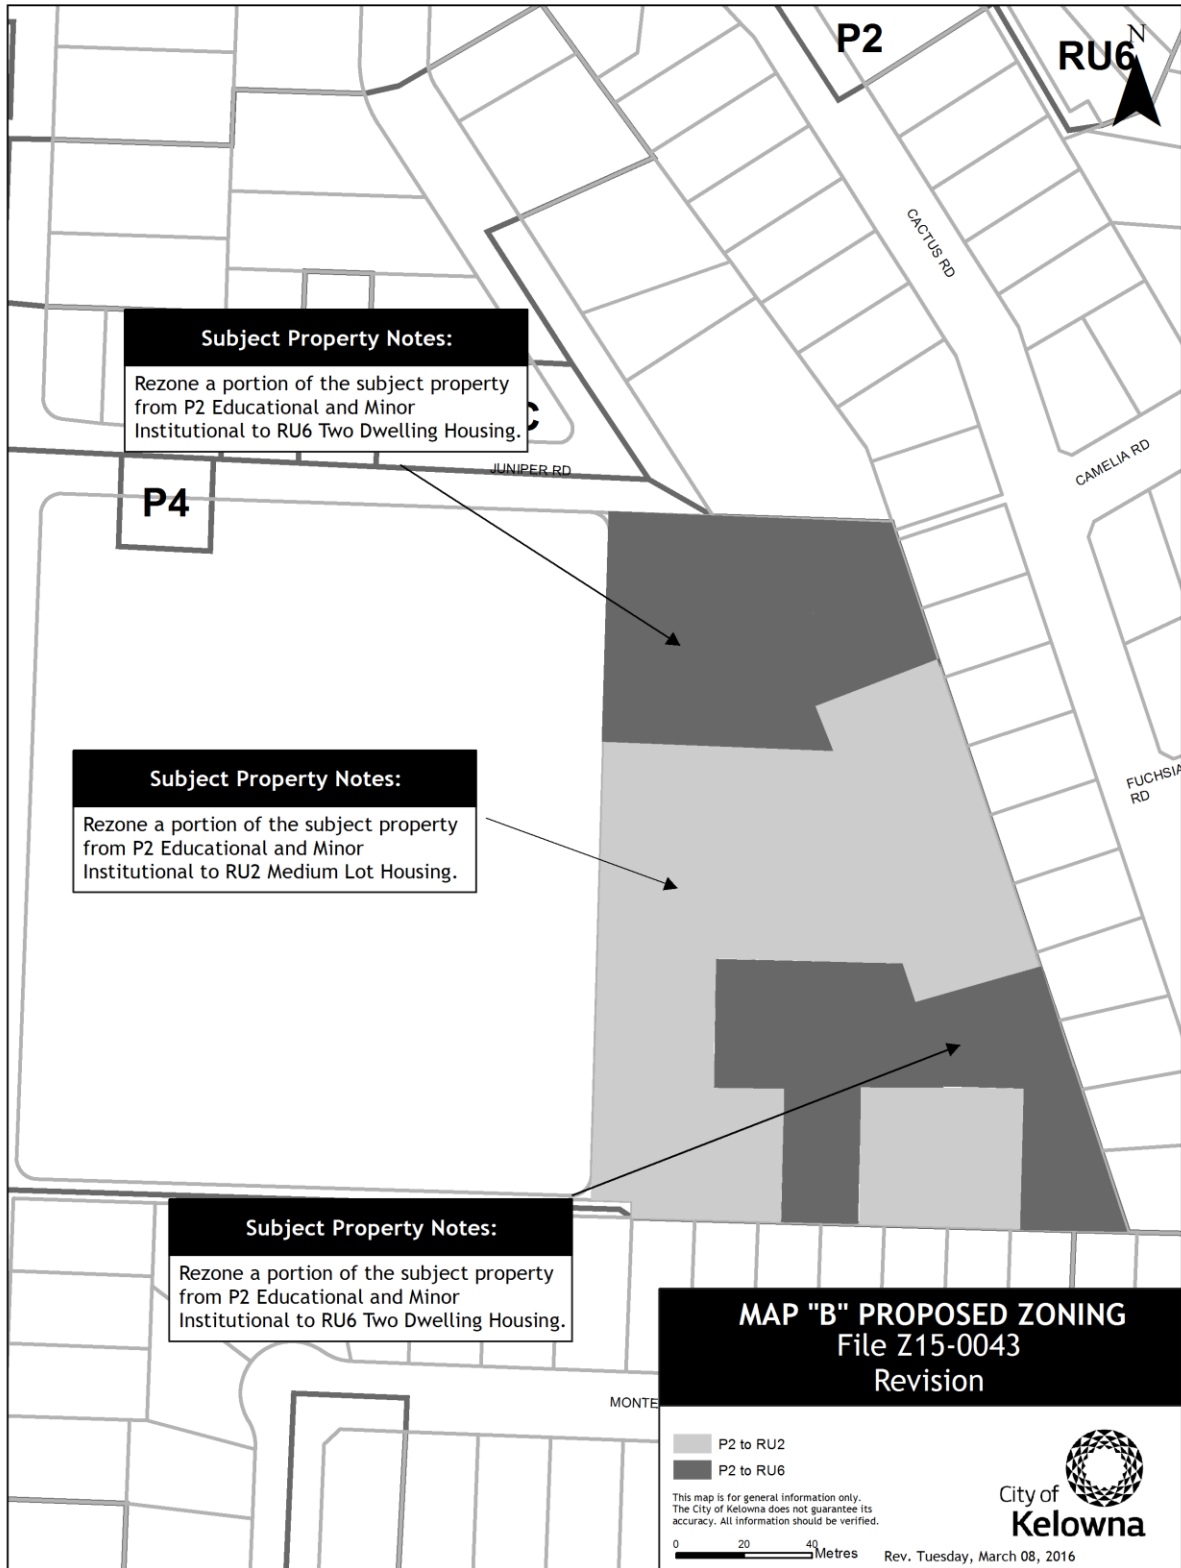 P2
N
RU6
CACTUS RD
Subject Property Notes:
Rezone a portion of the subject property
from P2 Educational and Minor
Institutional to RU6 Two Dwelling Housing.
C
JUNIPER RD
CAMELIA RD
P4
Subject Property Notes:
Rezone a portion of the subject property
from P2 Educational and Minor
Institutional to RU2 Medium Lot Housing.
FUCHSIA
RD
Subject Property Notes:
Rezone a portion of the subject property
from P2 Educational and Minor
Institutional to RU6 Two Dwelling Housing.
MONTE
MAP "B" PROPOSED ZONING
File Z15-0043
Revision
P2 to RU2
P2 to RU6
This map is for general information only.
The City of Kelowna does not guarantee its
accuracy. All information should be verified.
0 20 40
Metres
City of
Kelowna
Rev. Tuesday, March 08, 2016